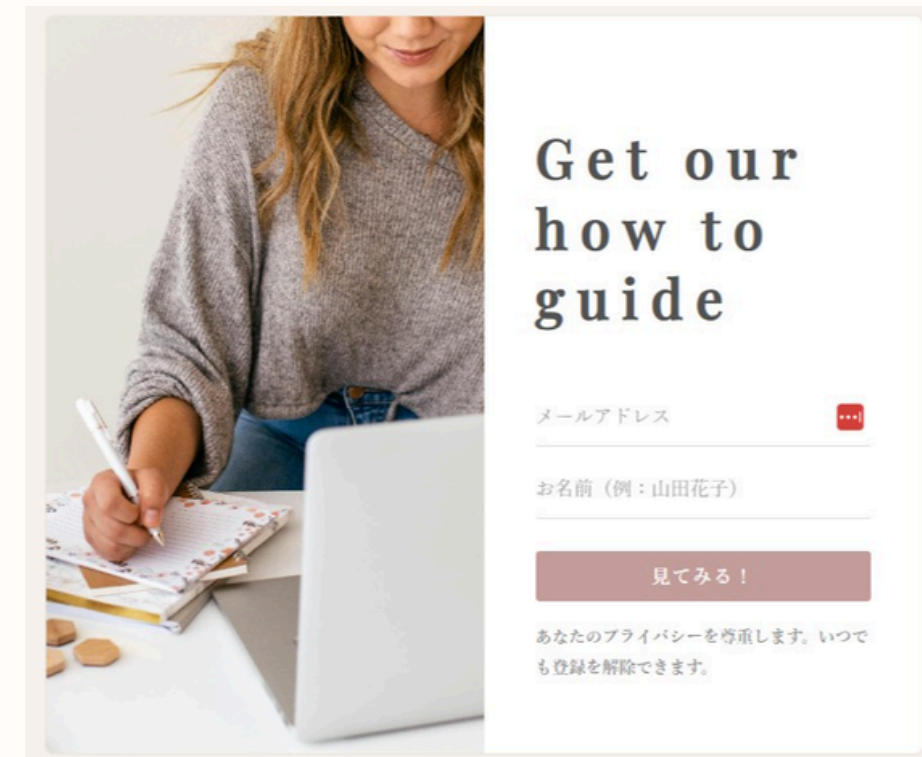 Get our
how to
guide
メールアドレス
お名前（例：山田花子）
見てみる！
あなたのプライバシーを尊重します。いつで
も登録を解除できます。